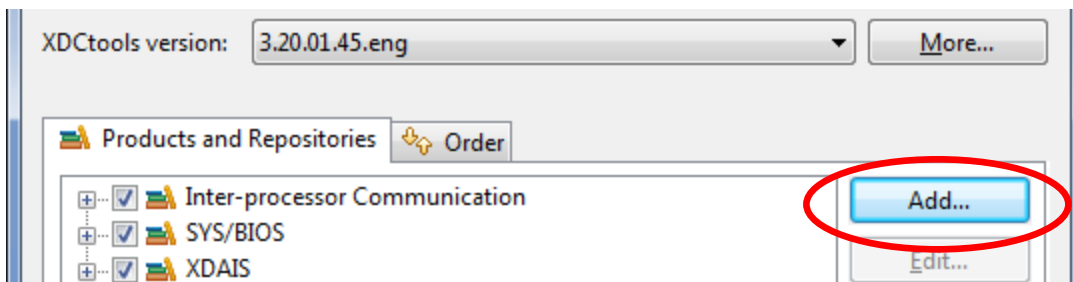 XDCtools version: 3.20.01.45.eng More...
Products and Repositories Order
Inter-processor Communication Add...
SYS/BIOS
XDAIS Edit...